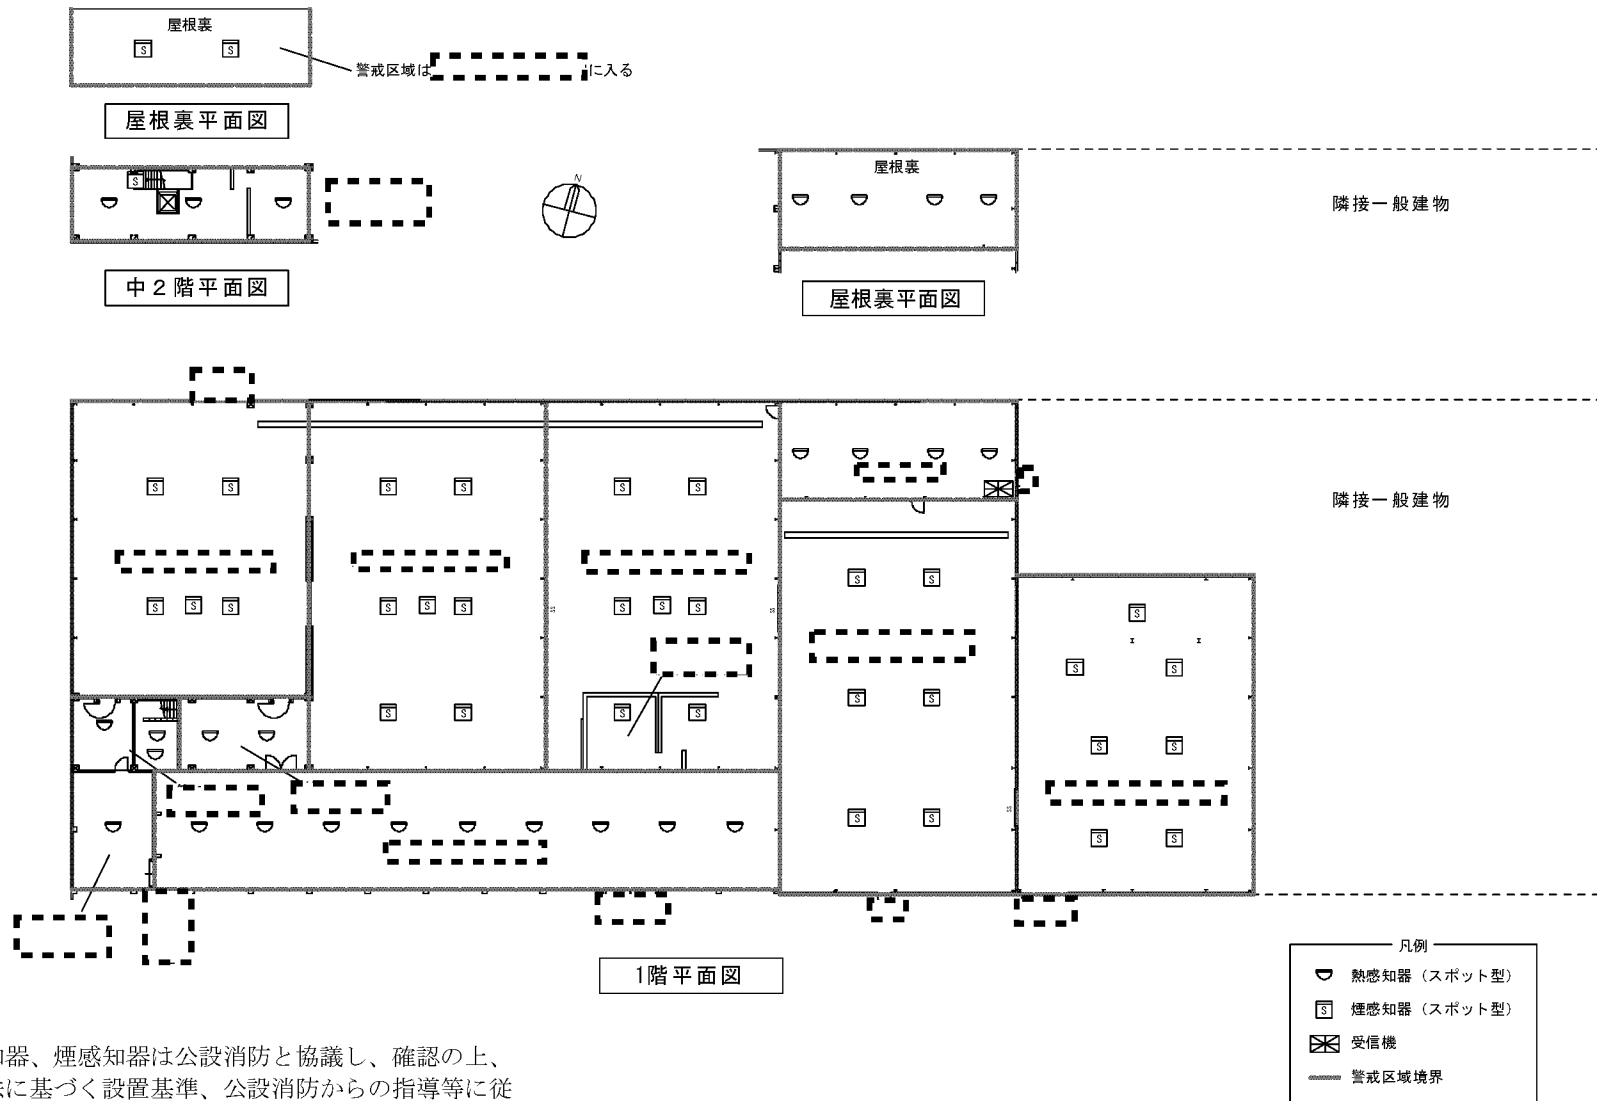 屋根裏
警戒区域は
に入る
屋根裏平面図
N
屋根裏
隣接一般建物
中2階平面図
屋根裏平面図
隣接一般建物
1階平面図
凡例
熱感知器(スポット型)
煙感知器(スポット型)
受信機
警戒区域境界
知器、煙感知器は公設消防と協議し、確認の上、
法に基づく設置基準、公設消防からの指導等に従